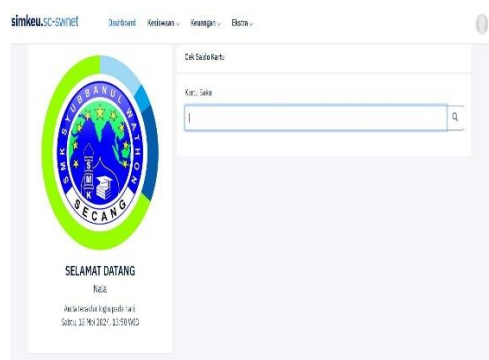 simkeu.sc-swnet
Dashboard Kesiswaan Keuangan Ekstra
Cek Saldo Kartu
Kartu Saku
SMK SYUBBANUL WATHON
SMK
SECANG
SELAMAT DATANG
Nala
Anda terakhir login pada hari:
Sabtu, 18 Mei 2024, 13:50 WIB